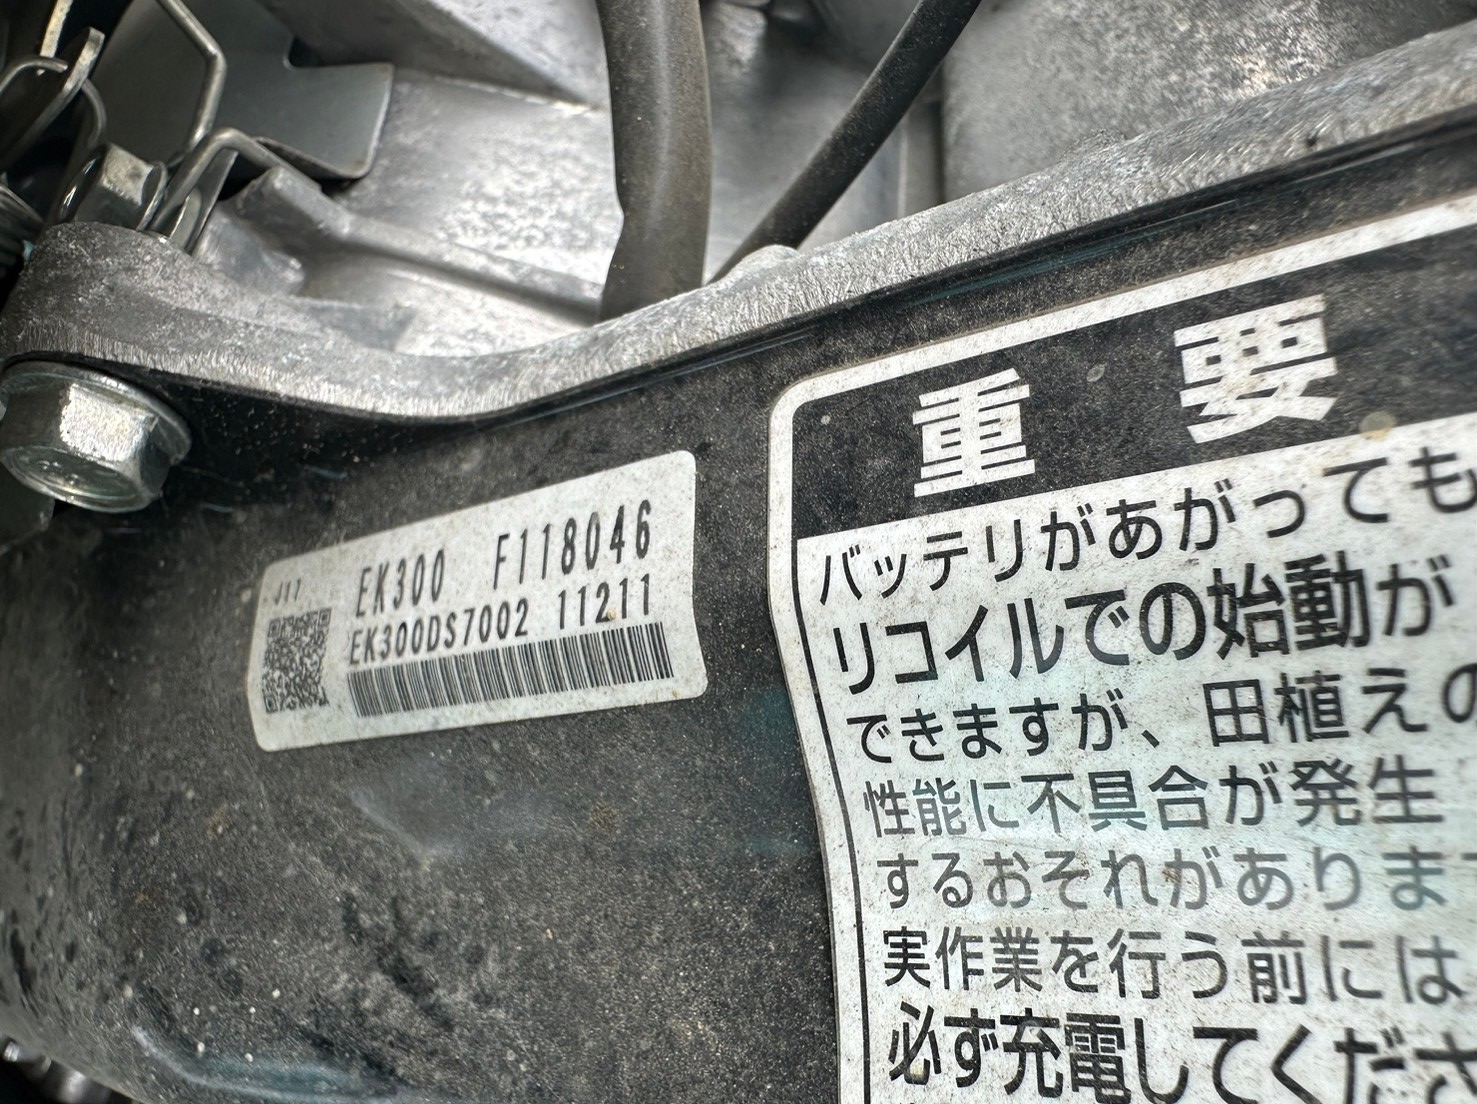 J17
EK300 F118046
EK300DS7002 11211
重要
バッテリがあがっても
リコイルでの始動が
できますが、田植えの
性能に不具合が発生
するおそれがありま
実作業を行う前には
必ず充電してくださ